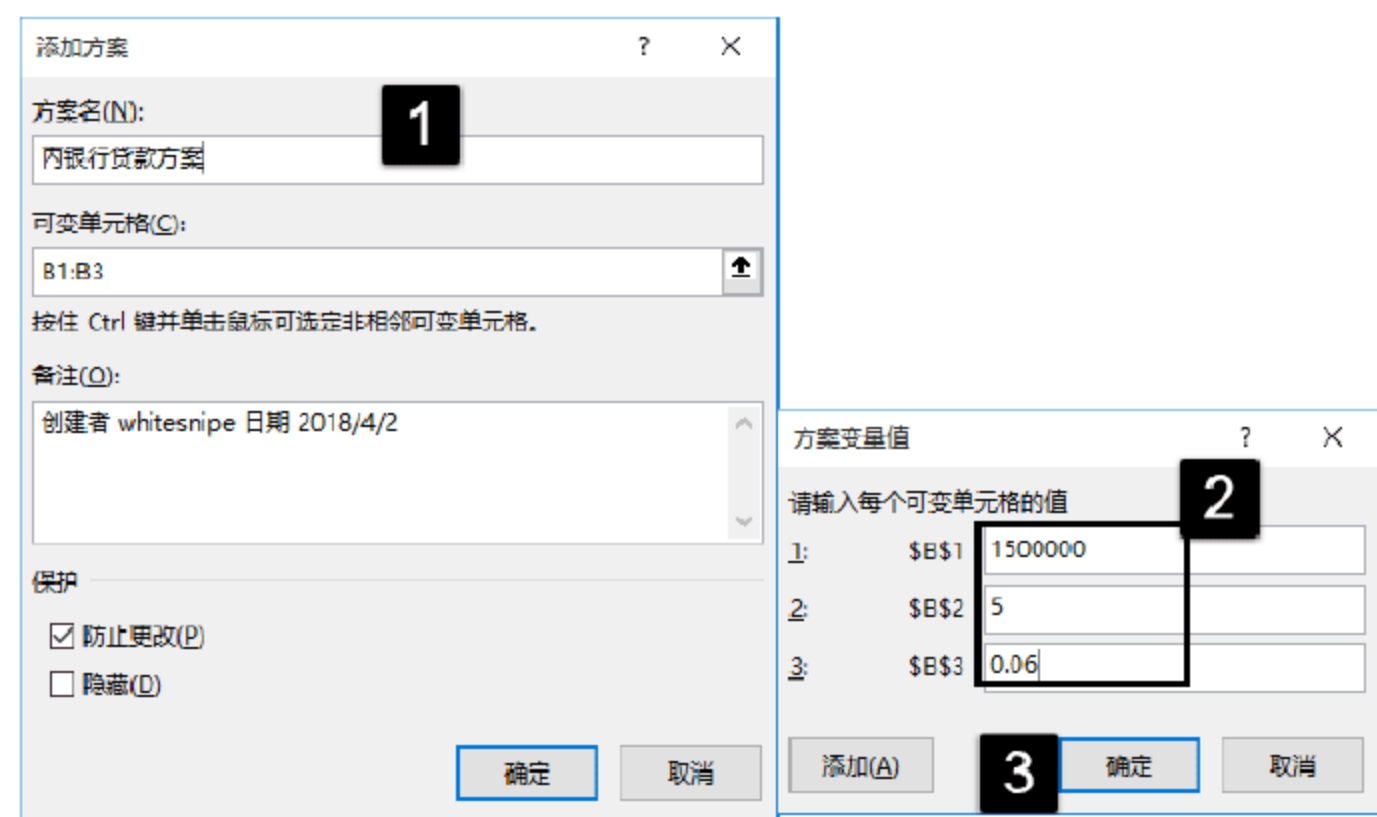 添加方案 ? ×
1
方案名(N):
内银行贷款方案
可变单元格(C):
B1:B3
按住 Ctrl 键并单击鼠标可选定非相邻可变单元格。
备注(O):
创建者 whitesnipe 日期 2018/4/2
保护
防止更改(P)
隐藏(D)
确定 取消
方案变量值 ? ×
2
请输入每个可变单元格的值
1: $B$1 1500000
2: $B$2 5
3: $B$3 0.06
添加(A) 3 确定 取消